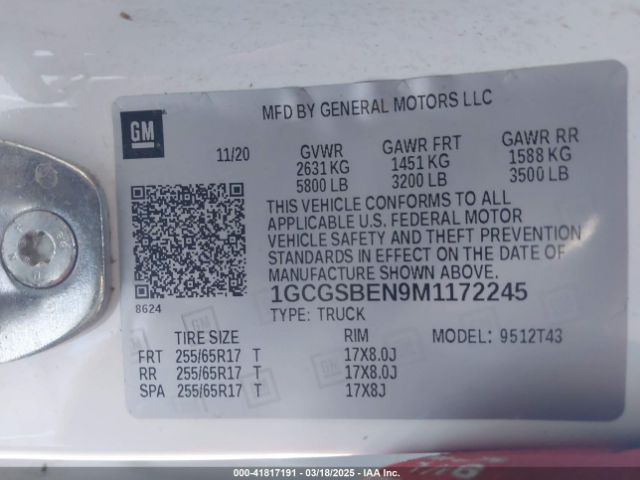 MFD BY GENERAL MOTORS LLC
GM
11/20
GVWR GAWR FRT GAWR RR
2631 KG 1451 KG 1588 KG
5800 LB 3200 LB 3500 LB
THIS VEHICLE CONFORMS TO ALL
APPLICABLE U.S. FEDERAL MOTOR
VEHICLE SAFETY AND THEFT PREVENTION
STANDARDS IN EFFECT ON THE DATE OF
MANUFACTURE SHOWN ABOVE.
8624
1GCGSBEN9M1172245
TYPE: TRUCK
TIRE SIZE RIM MODEL: 9512T43
FRT 255/65R17 T 17X8.0J
RR 255/65R17 T 17X8.0J
SPA 255/65R17 T 17X8J
000-41817191 - 03/18/2025 - IAA Inc.